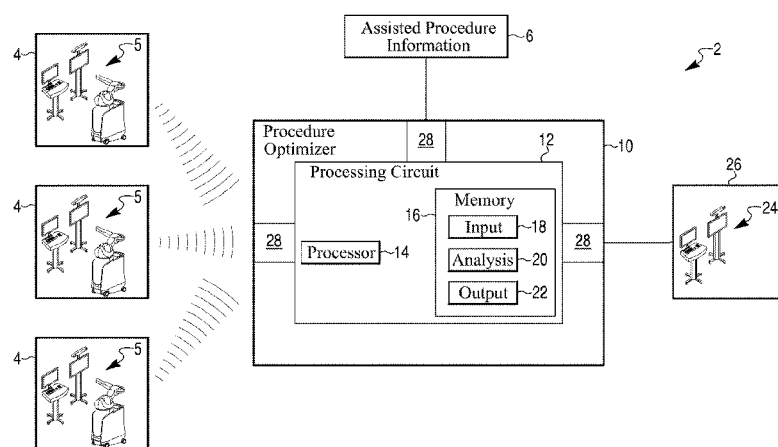 Assisted Procedure
Information
6
2
4
5
Procedure
Optimizer
28
12
10
Processing Circuit
26
Memory
24
16
Input
18
4
5
28
Processor
14
28
Analysis
20
Output
22
4
5